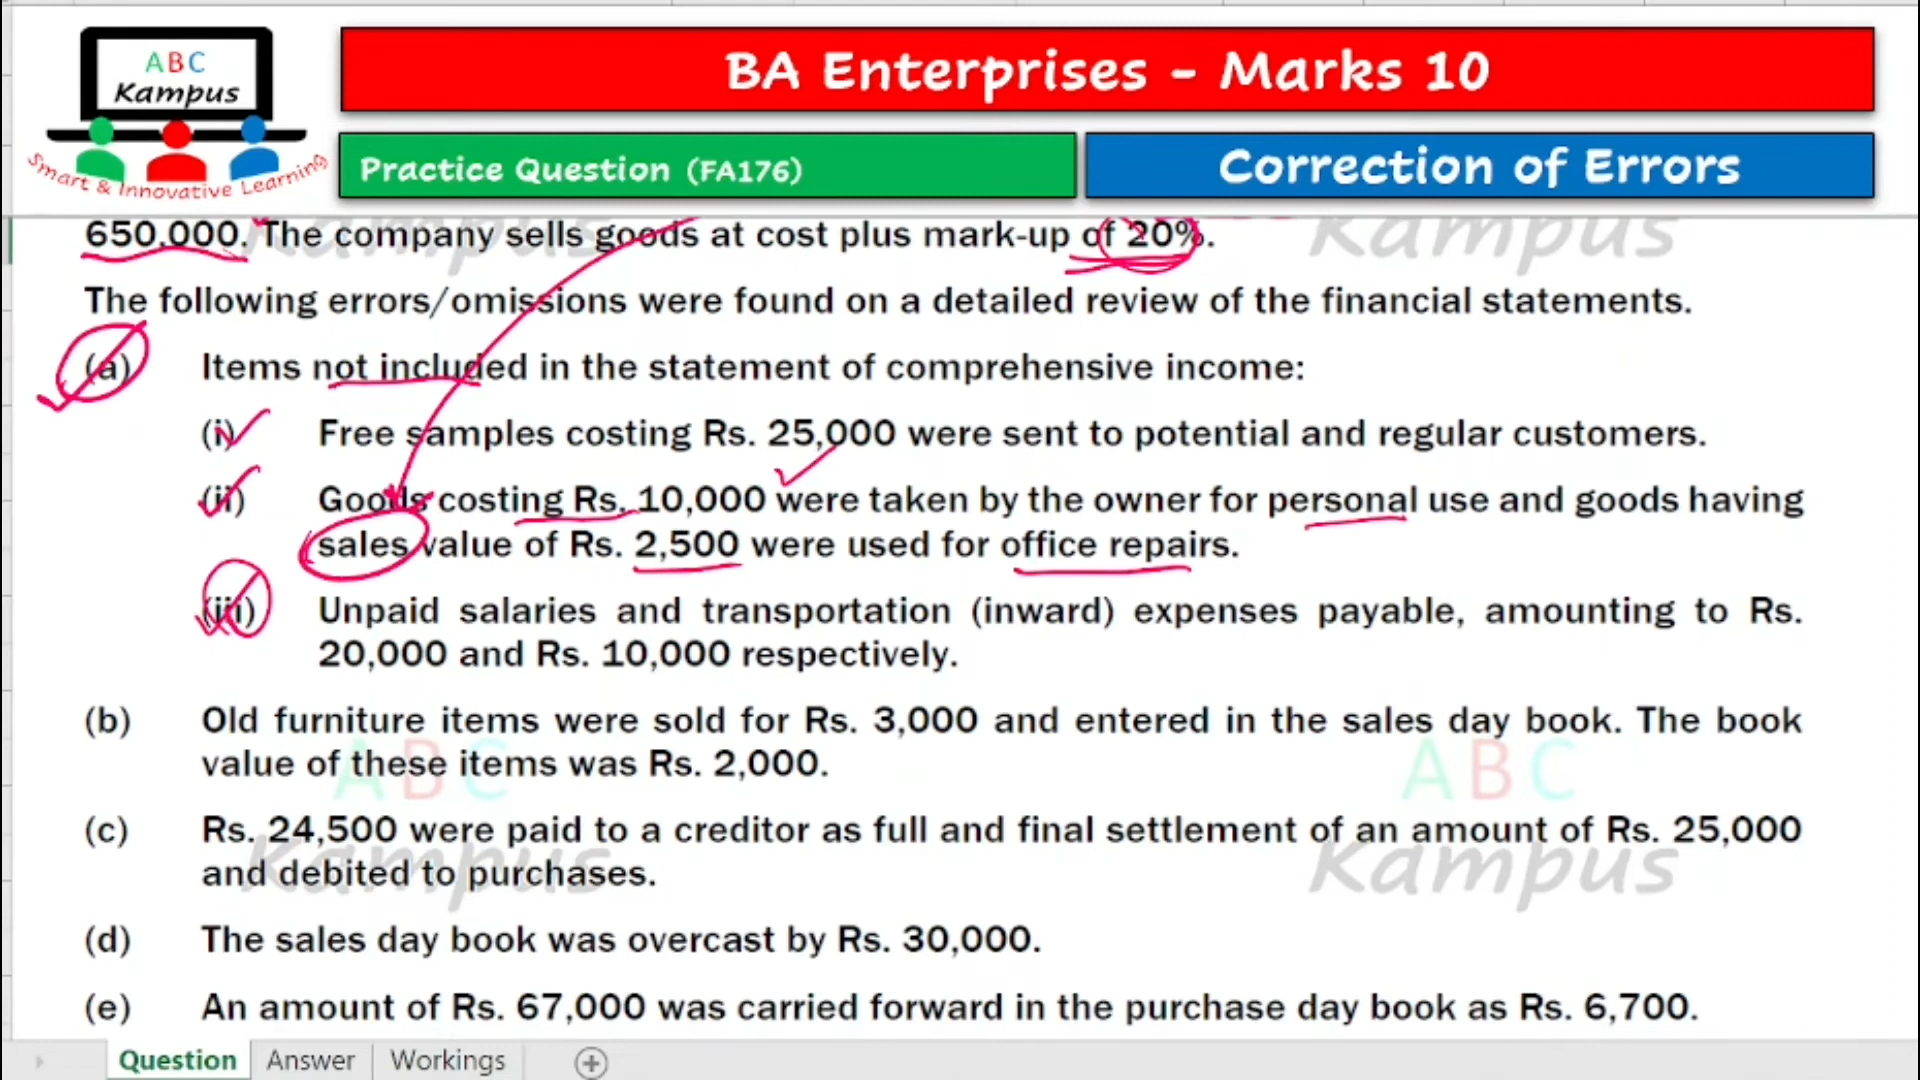 ABC
Kampus
Smart & Innovative Learning
BA Enterprises - Marks 10
Practice Question (FA176)
Correction of Errors
Kampus
Kampus
650,000. The company sells goods at cost plus mark-up of 20%.
The following errors/omissions were found on a detailed review of the financial statements.
(a) Items not included in the statement of comprehensive income:
(i) Free samples costing Rs. 25,000 were sent to potential and regular customers.
(ii) Goods costing Rs. 10,000 were taken by the owner for personal use and goods having
sales value of Rs. 2,500 were used for office repairs.
(iii) Unpaid salaries and transportation (inward) expenses payable, amounting to Rs.
20,000 and Rs. 10,000 respectively.
(b) Old furniture items were sold for Rs. 3,000 and entered in the sales day book. The book
value of these items was Rs. 2,000.
ABC
ABC
(c) Rs. 24,500 were paid to a creditor as full and final settlement of an amount of Rs. 25,000
and debited to purchases.
Kampus
Kampus
(d) The sales day book was overcast by Rs. 30,000.
(e) An amount of Rs. 67,000 was carried forward in the purchase day book as Rs. 6,700.
Question Answer Workings